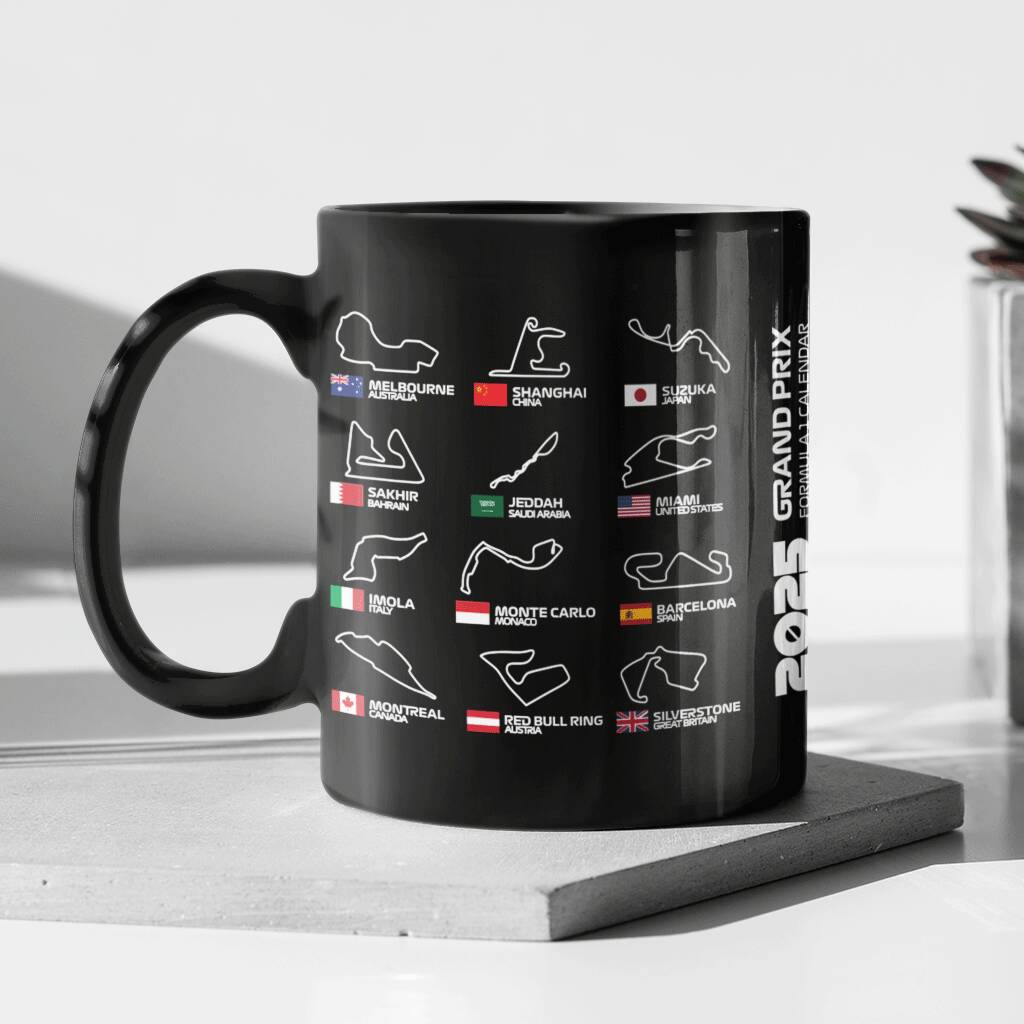 MELBOURNE
AUSTRALIA
SHANGHAI
CHINA
SUZUKA
JAPAN
SAKHIR
BAHRAIN
JEDDAH
SAUDI ARABIA
MIAMI
UNITED STATES
IMOLA
ITALY
MONTE CARLO
MONACO
BARCELONA
SPAIN
MONTREAL
CANADA
RED BULL RING
AUSTRIA
SILVERSTONE
GREAT BRITAIN
2025 GRAND PRIX
FORMULA 1 CALENDAR